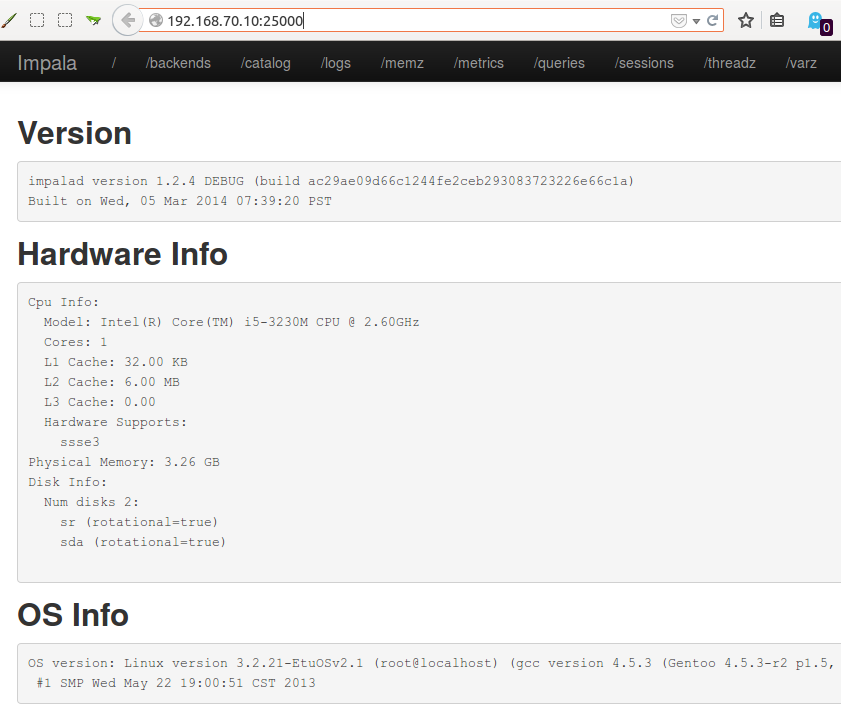 192.168.70.10:25000
0
Impala / /backends /catalog /logs /memz /metrics /queries /sessions /threadz /varz
Version
impalad version 1.2.4 DEBUG (build ac29ae09d66c1244fe2ceb293083723226e66c1a)
Built on Wed, 05 Mar 2014 07:39:20 PST
Hardware Info
Cpu Info:
Model: Intel(R) Core(TM) i5-3230M CPU @ 2.60GHz
Cores: 1
L1 Cache: 32.00 KB
L2 Cache: 6.00 MB
L3 Cache: 0.00
Hardware Supports:
ssse3
Physical Memory: 3.26 GB
Disk Info:
Num disks 2:
sr (rotational=true)
sda (rotational=true)
OS Info
OS version: Linux version 3.2.21-EtuOSv2.1 (root@localhost) (gcc version 4.5.3 (Gentoo 4.5.3-r2 p1.5,
#1 SMP Wed May 22 19:00:51 CST 2013